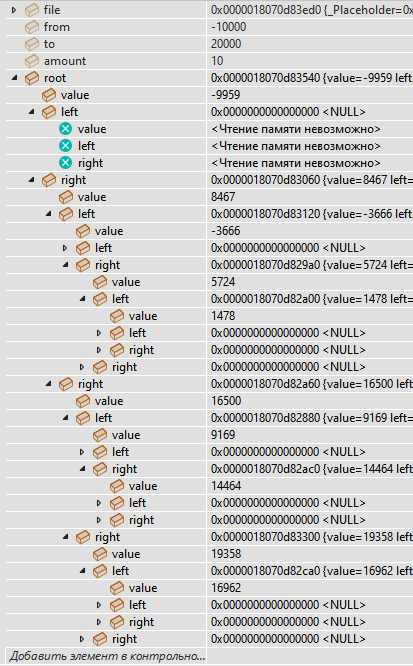 file 0x0000018070d83ed0 {_Placeholder=0x
from -10000
to 20000
amount 10
root 0x0000018070d83540 {value=-9959 left
value -9959
left 0x0000000000000000 <NULL>
value <Чтение памяти невозможно>
left <Чтение памяти невозможно>
right <Чтение памяти невозможно>
right 0x0000018070d83060 {value=8467 left=
value 8467
left 0x0000018070d83120 {value=-3666 left=
value -3666
left 0x0000000000000000 <NULL>
right 0x0000018070d829a0 {value=5724 left=
value 5724
left 0x0000018070d82a00 {value=1478 left=
value 1478
left 0x0000000000000000 <NULL>
right 0x0000000000000000 <NULL>
right 0x0000000000000000 <NULL>
right 0x0000018070d82a60 {value=16500 left
value 16500
left 0x0000018070d82880 {value=9169 left=
value 9169
left 0x0000000000000000 <NULL>
right 0x0000018070d82ac0 {value=14464 left
value 14464
left 0x0000000000000000 <NULL>
right 0x0000000000000000 <NULL>
right 0x0000018070d83300 {value=19358 left
value 19358
left 0x0000018070d82ca0 {value=16962 left
value 16962
left 0x0000000000000000 <NULL>
right 0x0000000000000000 <NULL>
right 0x0000000000000000 <NULL>
Добавить элемент в контрольно...